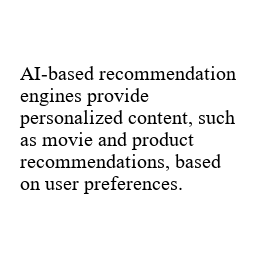 AI-based recommendation
engines provide
personalized content, such
as movie and product
recommendations, based
on user preferences.